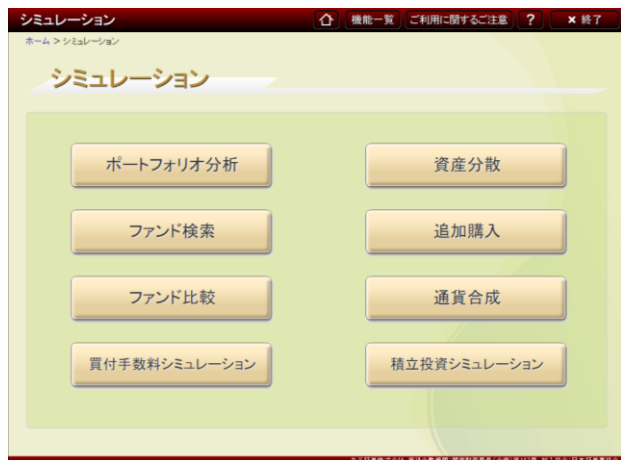 シミュレーション
機能一覧 ご利用に関するご注意 ? × 終了
ホーム > シミュレーション
シミュレーション
ポートフォリオ分析 資産分散
ファンド検索 追加購入
ファンド比較 通貨合成
買付手数料シミュレーション 積立投資シミュレーション